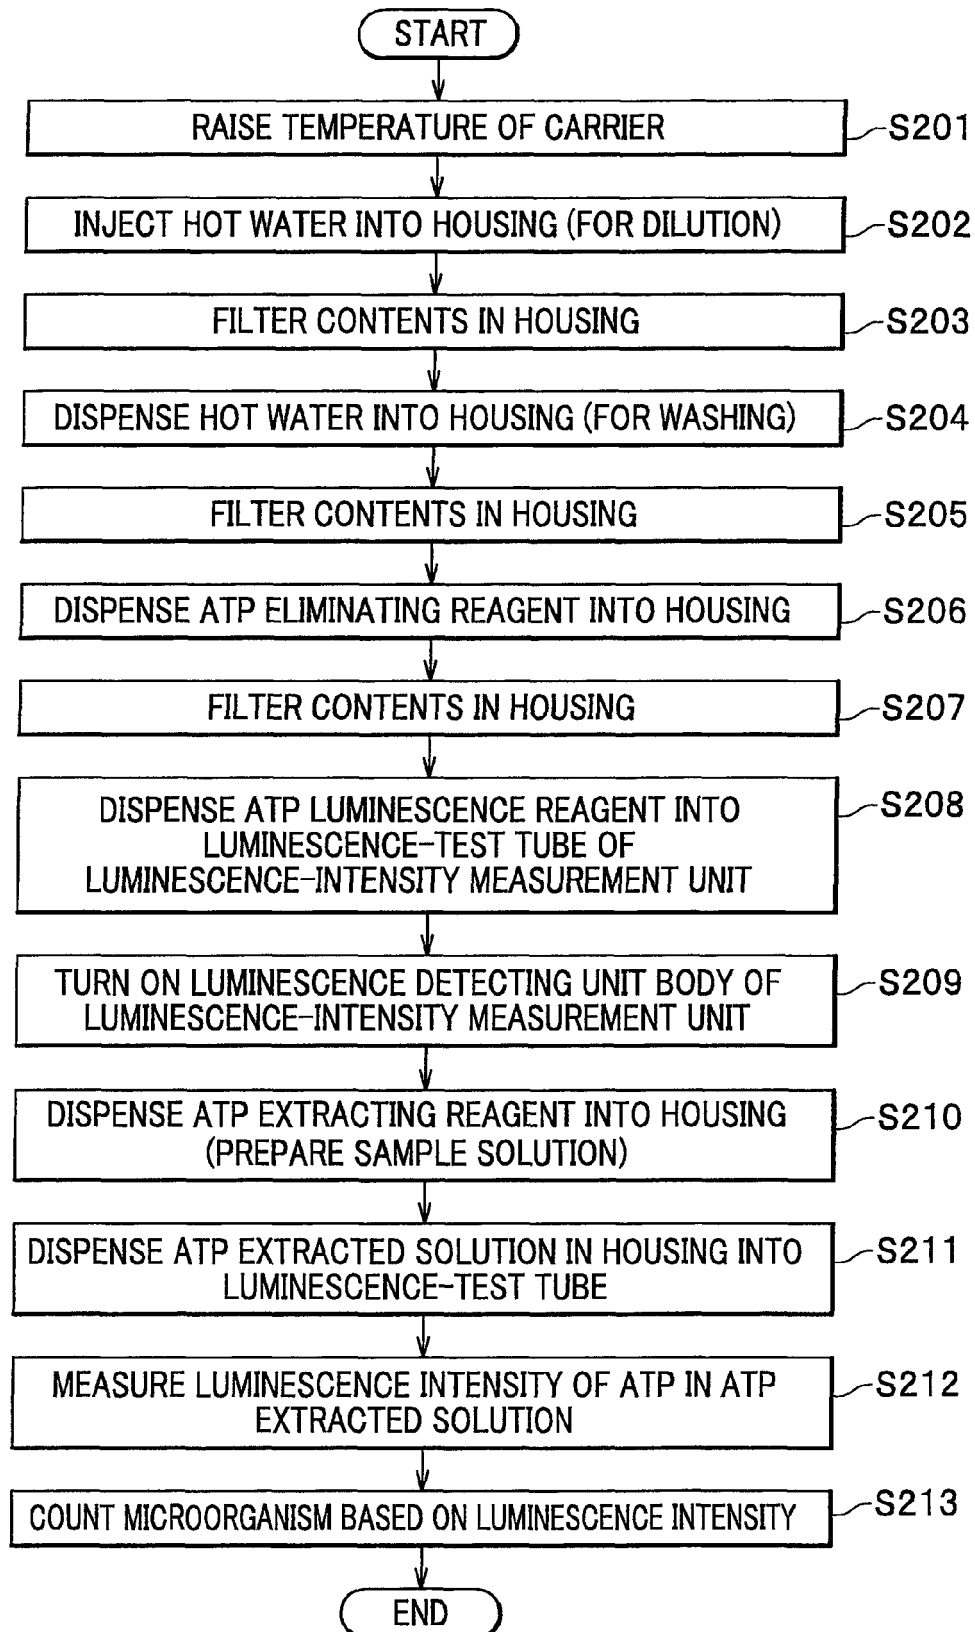 START
RAISE TEMPERATURE OF CARRIER
S201
INJECT HOT WATER INTO HOUSING (FOR DILUTION)
S202
FILTER CONTENTS IN HOUSING
S203
DISPENSE HOT WATER INTO HOUSING (FOR WASHING)
S204
FILTER CONTENTS IN HOUSING
S205
DISPENSE ATP ELIMINATING REAGENT INTO HOUSING
S206
FILTER CONTENTS IN HOUSING
S207
DISPENSE ATP LUMINESCENCE REAGENT INTO
LUMINESCENCE-TEST TUBE OF
LUMINESCENCE-INTENSITY MEASUREMENT UNIT
S208
TURN ON LUMINESCENCE DETECTING UNIT BODY OF
LUMINESCENCE-INTENSITY MEASUREMENT UNIT
S209
DISPENSE ATP EXTRACTING REAGENT INTO HOUSING
(PREPARE SAMPLE SOLUTION)
S210
DISPENSE ATP EXTRACTED SOLUTION IN HOUSING INTO
LUMINESCENCE-TEST TUBE
S211
MEASURE LUMINESCENCE INTENSITY OF ATP IN ATP
EXTRACTED SOLUTION
S212
COUNT MICROORGANISM BASED ON LUMINESCENCE INTENSITY
S213
END